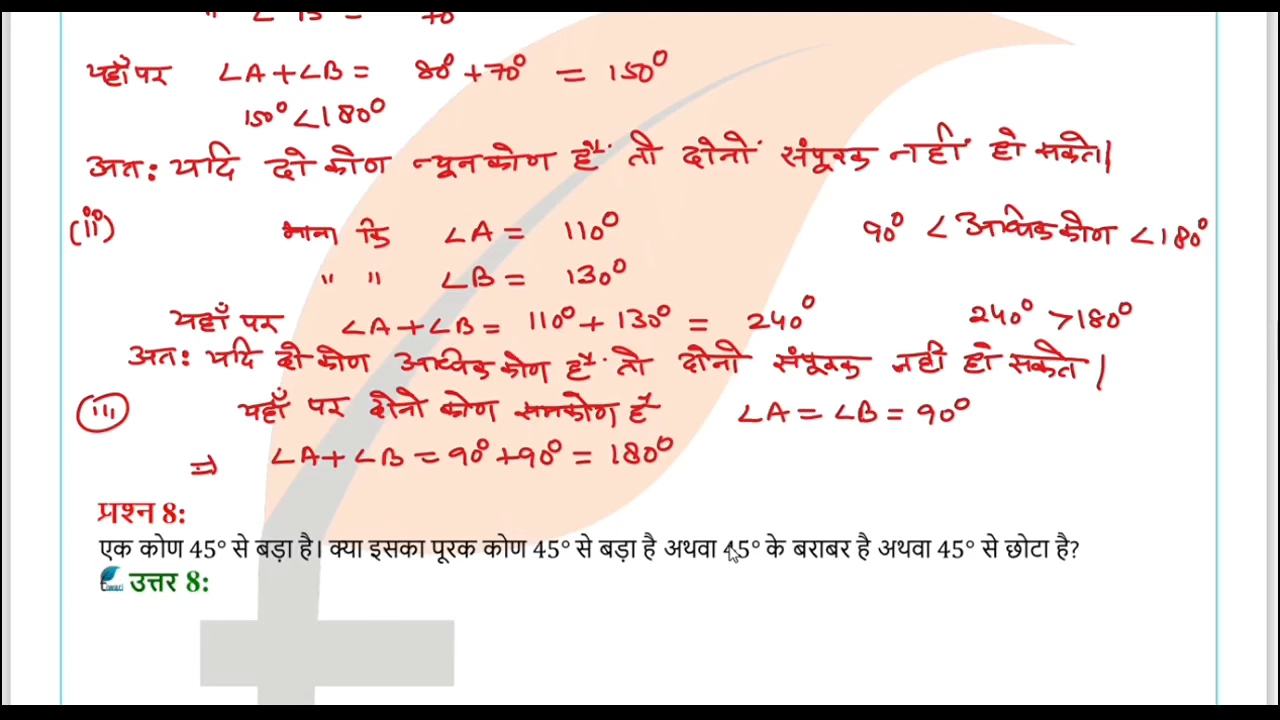 यहाँ पर ∠A + ∠B = 80° + 70° = 150°
150° < 180°
अतः यदि दो कोण न्यूनकोण हैं तो दोनों संपूरक नहीं हो सकते।
(ii) माना कि ∠A = 110° 90° < अधिककोण < 180°
" " ∠B = 130°
यहाँ पर ∠A + ∠B = 110° + 130° = 240° 240° > 180°
अतः यदि दो कोण अधिक कोण हैं तो दोनो संपूरक नही हो सकते।
(iii) यहाँ पर दोनो कोण समकोण हैं ∠A = ∠B = 90°
⇒ ∠A + ∠B = 90° + 90° = 180°
प्रश्न 8:
एक कोण 45° से बड़ा है। क्या इसका पूरक कोण 45° से बड़ा है अथवा 45° के बराबर है अथवा 45° से छोटा है?
उत्तर 8: